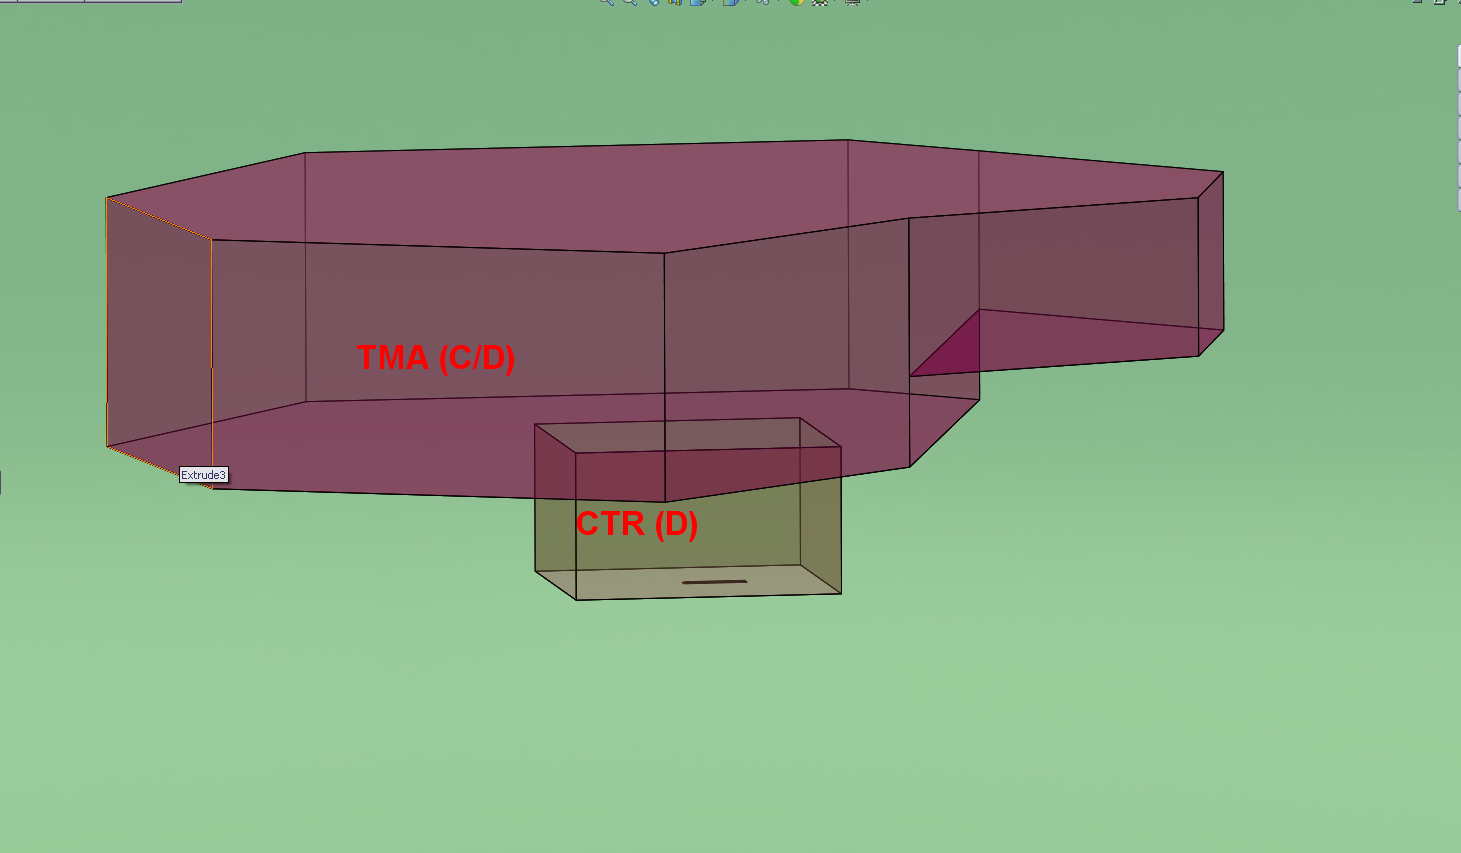 TMA (C/D)
Extrude3
CTR (D)